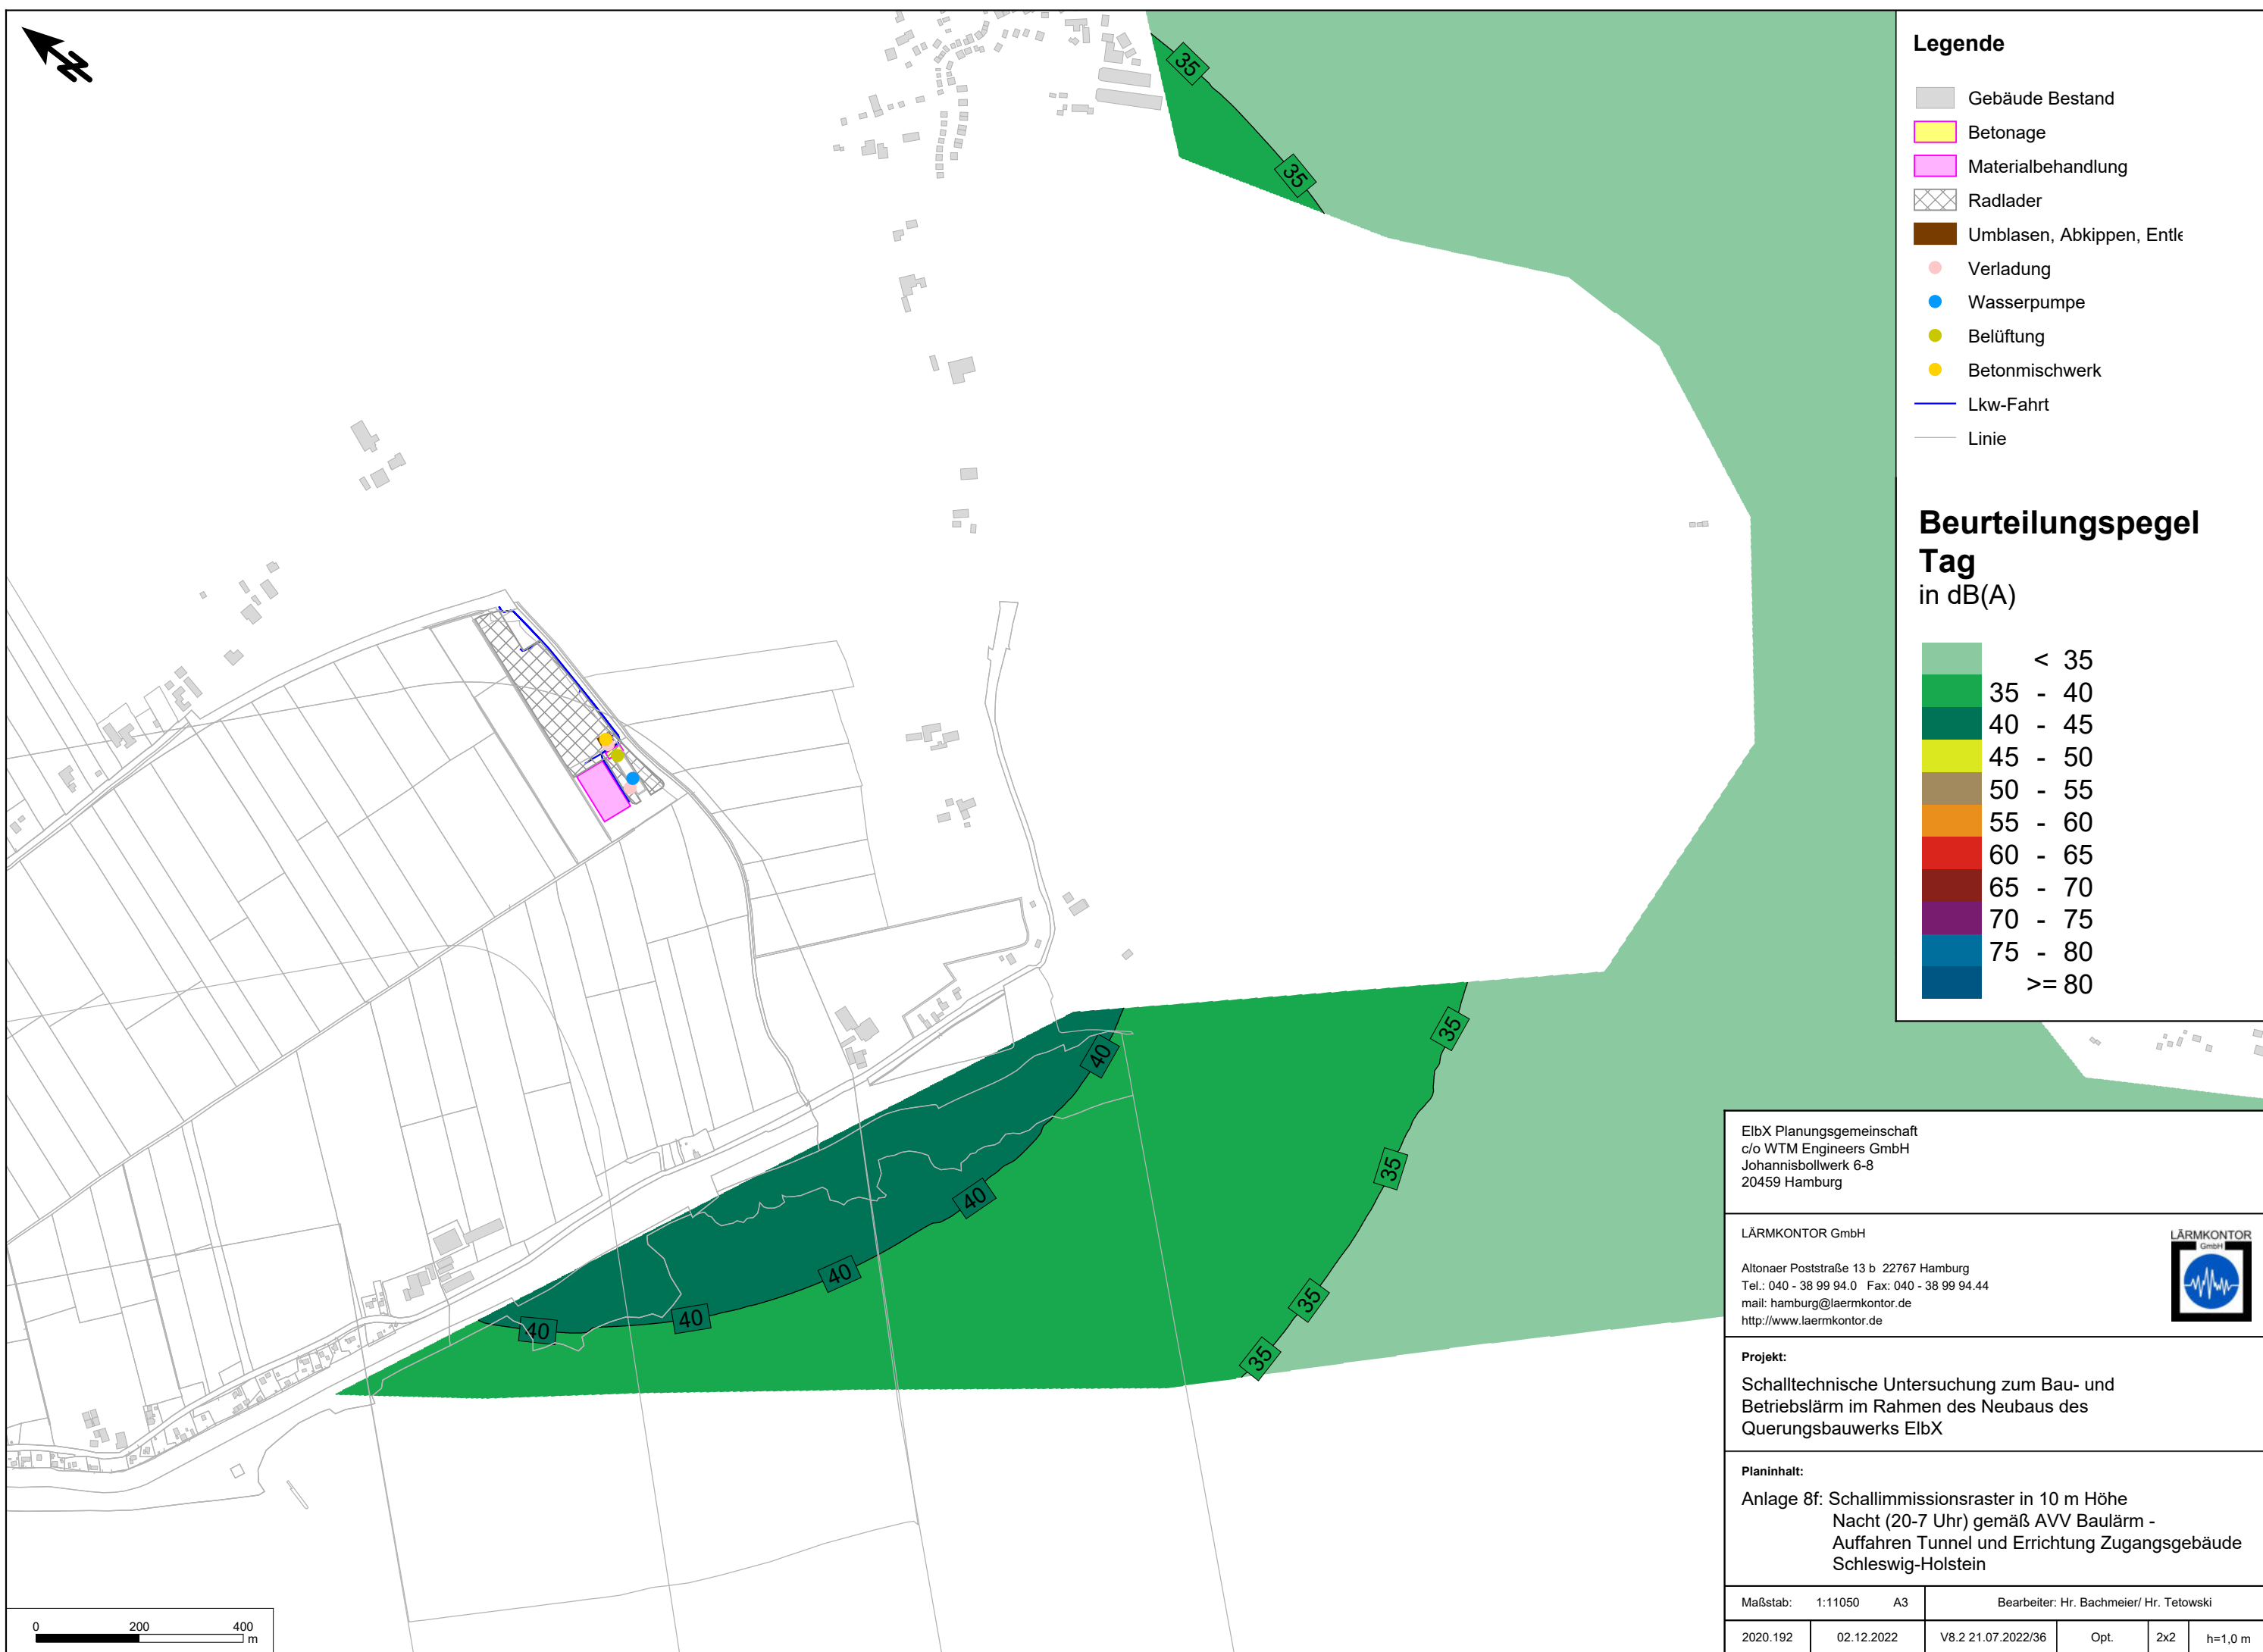 35
35
35
35
35
35
40
40
40
40
40
0 200 400
m
Legende
Gebäude Bestand
Betonage
Materialbehandlung
Radlader
Umblasen, Abkippen, Entle
Verladung
Wasserpumpe
Belüftung
Betonmischwerk
Lkw-Fahrt
Linie
Beurteilungspegel
Tag
in dB(A)
< 35
35 - 40
40 - 45
45 - 50
50 - 55
55 - 60
60 - 65
65 - 70
70 - 75
75 - 80
>= 80
ElbX Planungsgemeinschaft
c/o WTM Engineers GmbH
Johannisbollwerk 6-8
20459 Hamburg
LÄRMKONTOR GmbH
Altonaer Poststraße 13 b 22767 Hamburg
Tel.: 040 - 38 99 94.0 Fax: 040 - 38 99 94.44
mail: hamburg@laermkontor.de
http://www.laermkontor.de
LÄRMKONTOR
GmbH
Projekt:
Schalltechnische Untersuchung zum Bau- und
Betriebslärm im Rahmen des Neubaus des
Querungsbauwerks ElbX
Planinhalt:
Anlage 8f: Schallimmissionsraster in 10 m Höhe
Nacht (20-7 Uhr) gemäß AVV Baulärm -
Auffahren Tunnel und Errichtung Zugangsgebäude
Schleswig-Holstein
Maßstab: 1:11050 A3 Bearbeiter: Hr. Bachmeier/ Hr. Tetowski
2020.192 02.12.2022 V8.2 21.07.2022/36 Opt. 2x2 h=1,0 m